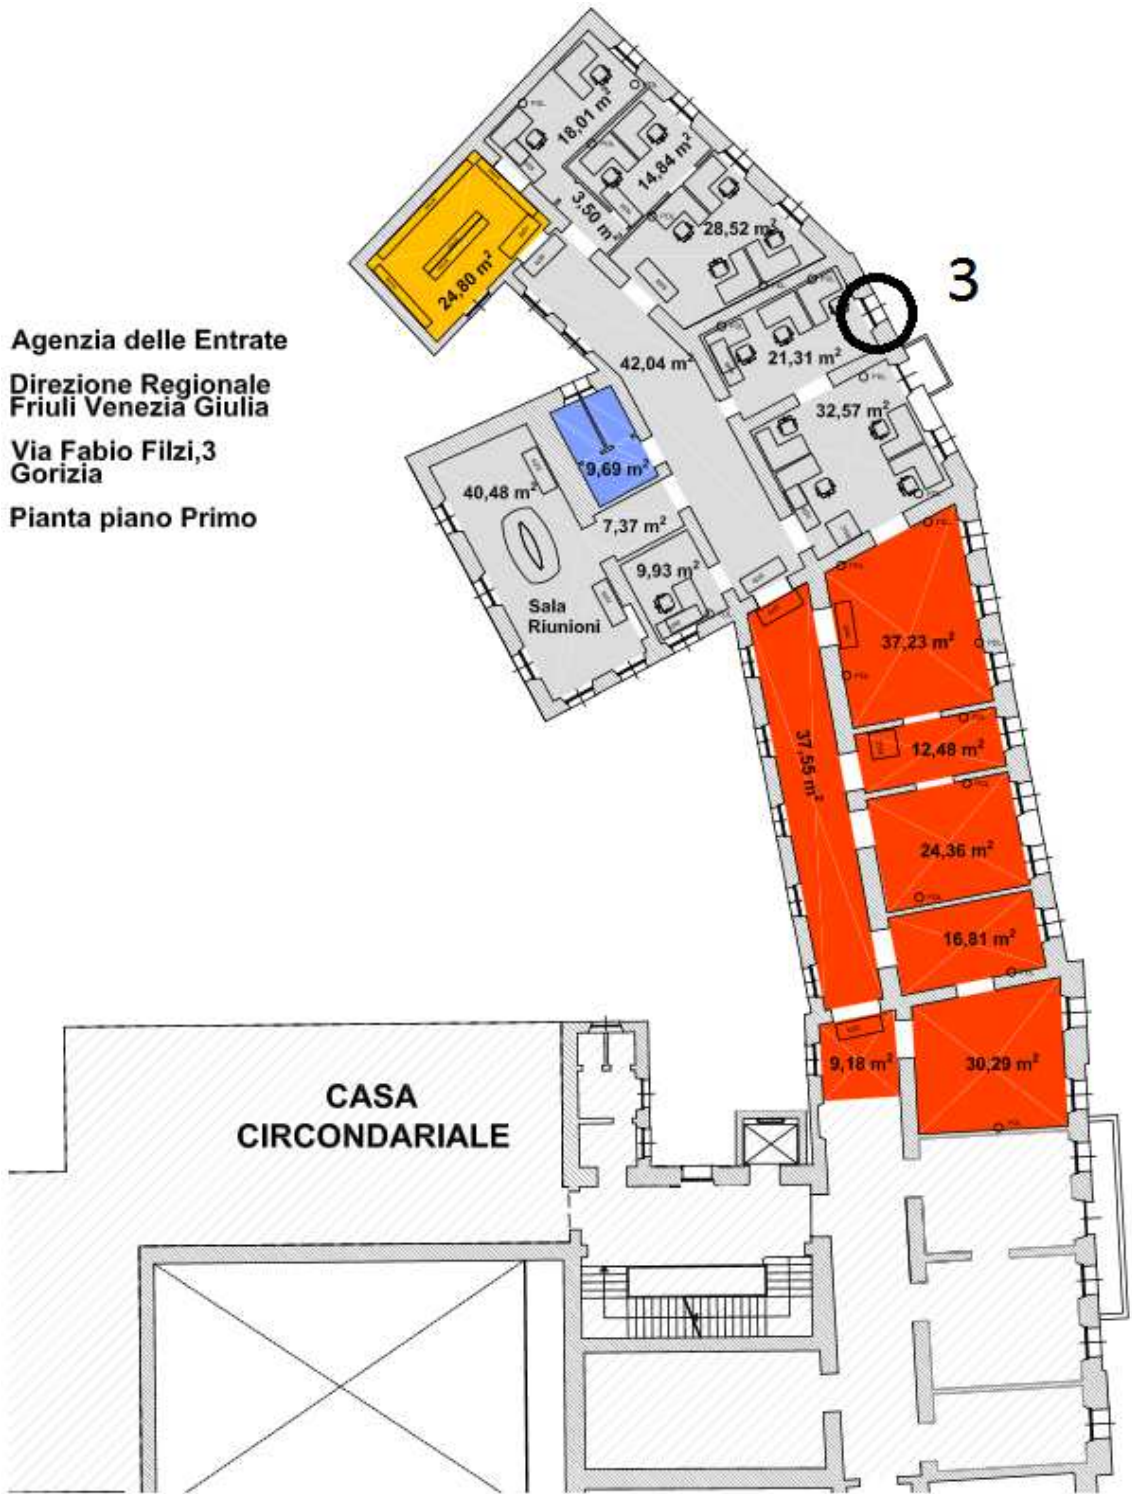 18,01 m²
14,84 m²
3,50 m²
28,52 m²
3
24,80 m²
21,31 m²
Agenzia delle Entrate
Direzione Regionale
Friuli Venezia Giulia
Via Fabio Filzi,3
Gorizia
Pianta piano Primo
42,04 m²
32,57 m²
9,69 m²
40,48 m²
7,37 m²
9,93 m²
Sala
Riunioni
37,23 m²
37,55 m²
12,48 m²
24,36 m²
16,81 m²
9,18 m²
30,29 m²
CASA
CIRCONDARIALE